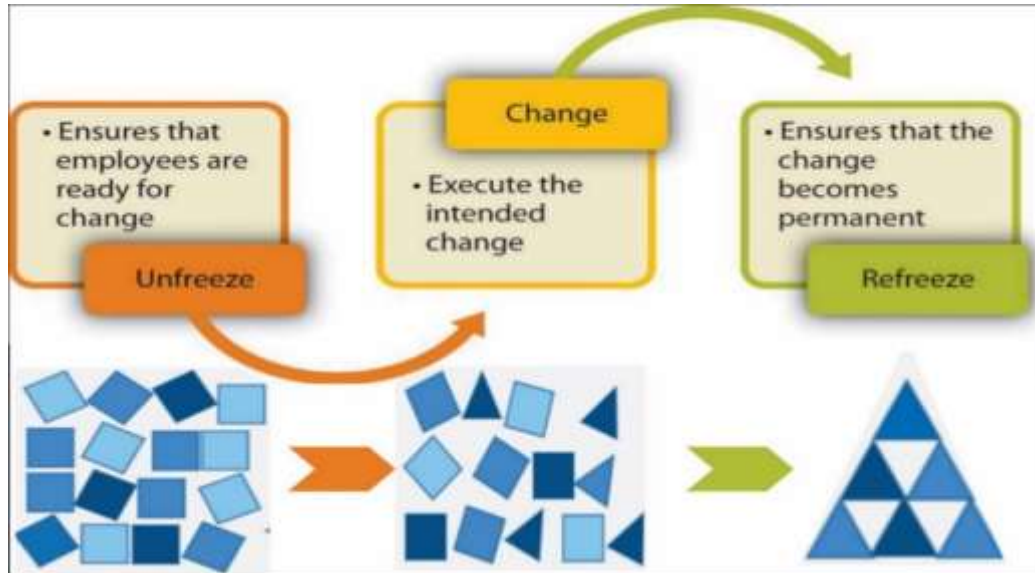 • Ensures that
employees are
ready for
change
Unfreeze
Change
• Execute the
intended
change
• Ensures that the
change
becomes
permanent
Refreeze